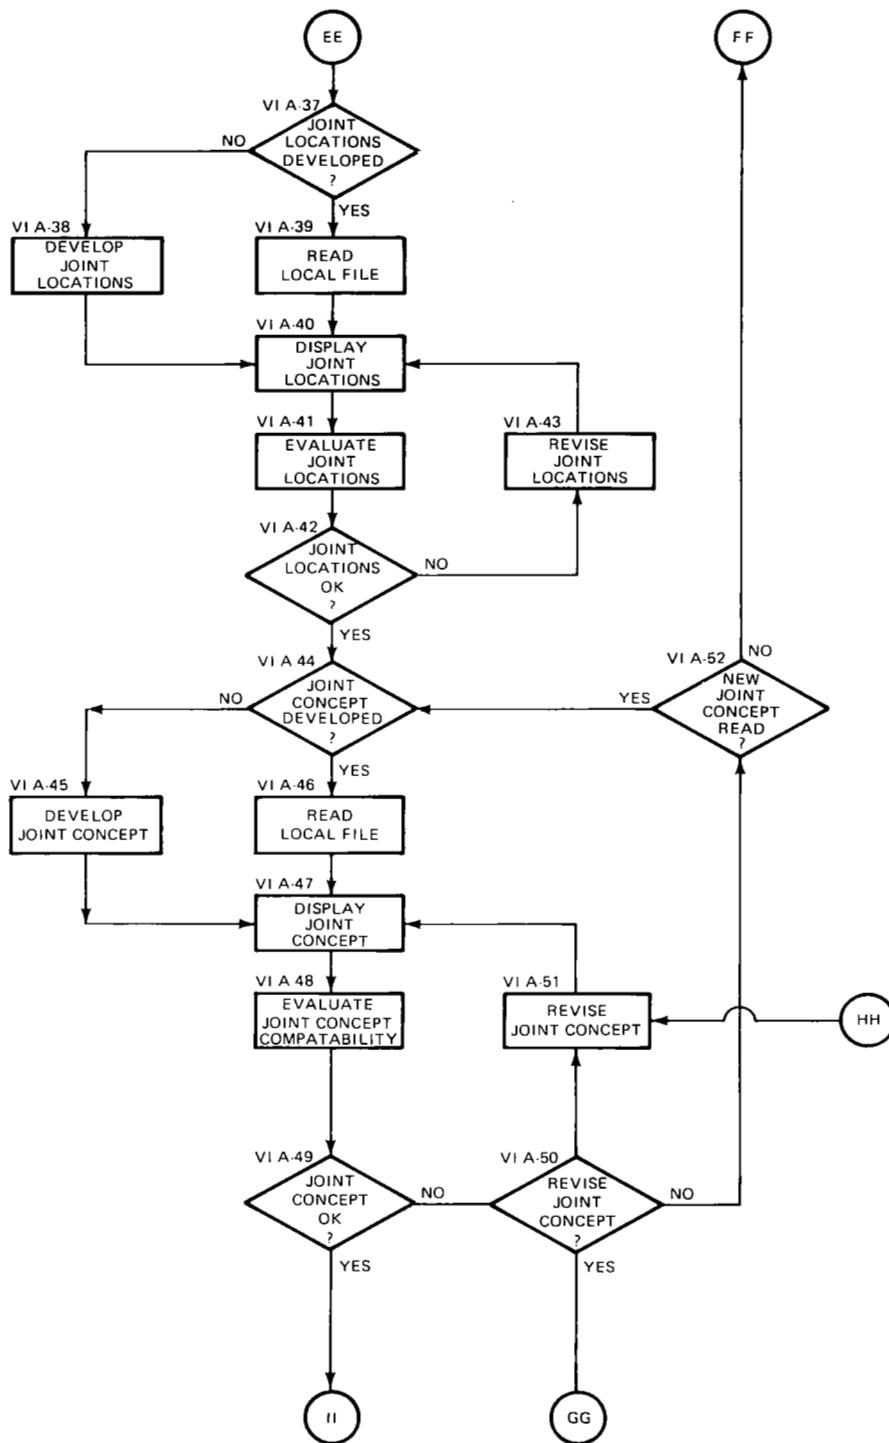 EE
FF
VI A-37
JOINT
LOCATIONS
DEVELOPED
?
NO
YES
VI A-38
DEVELOP
JOINT
LOCATIONS
VI A-39
READ
LOCAL FILE
VI A-40
DISPLAY
JOINT
LOCATIONS
VI A-41
EVALUATE
JOINT
LOCATIONS
VI A-43
REVISE
JOINT
LOCATIONS
VI A-42
JOINT
LOCATIONS
OK
?
NO
YES
VI A 44
JOINT
CONCEPT
DEVELOPED
?
NO
YES
VI A-52
NEW
JOINT
CONCEPT
READ
?
NO
YES
VI A-45
DEVELOP
JOINT CONCEPT
VI A-46
READ
LOCAL FILE
VI A-47
DISPLAY
JOINT
CONCEPT
VI A 48
EVALUATE
JOINT CONCEPT
COMPATABILITY
VI A-51
REVISE
JOINT CONCEPT
HH
VI A-49
JOINT
CONCEPT
OK
?
NO
YES
VI A-50
REVISE
JOINT
CONCEPT
?
NO
YES
II
GG